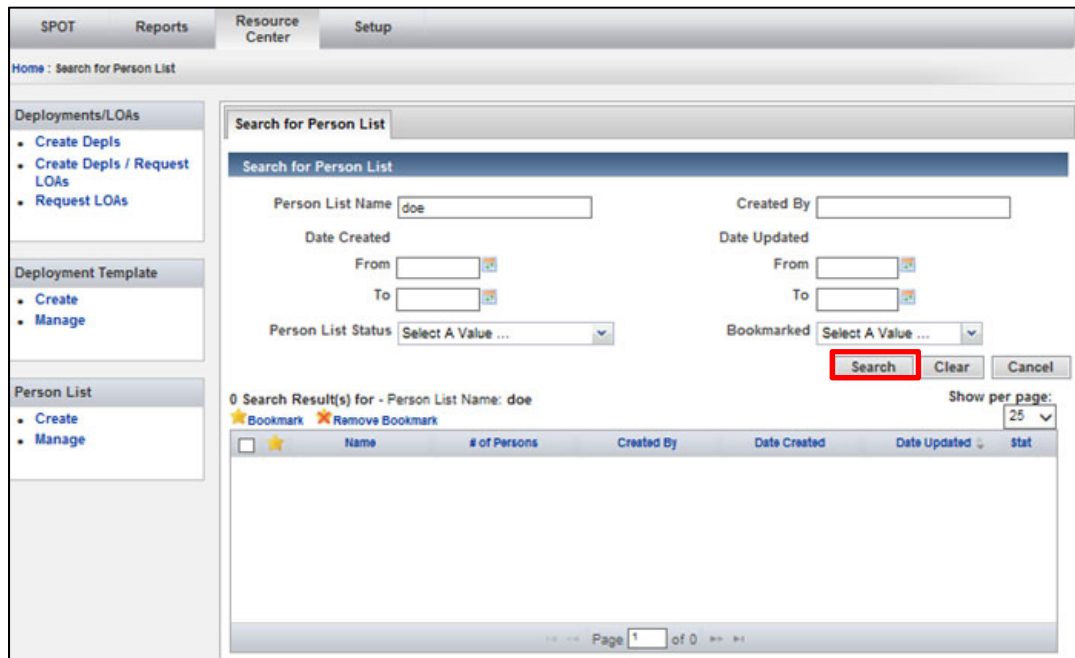 SPOT Reports Resource Center Setup
Home : Search for Person List
Deployments/LOAs
Create Depls
Create Depls / Request
LOAs
Request LOAs
Deployment Template
Create
Manage
Person List
Create
Manage
Search for Person List
Search for Person List
Person List Name doe Created By
Date Created Date Updated
From From
To To
Person List Status Select A Value ... Bookmarked Select A Value ...
Search Clear Cancel
0 Search Result(s) for - Person List Name: doe Show per page:
Bookmark Remove Bookmark 25
Name # of Persons Created By Date Created Date Updated Stat
Page 1 of 0